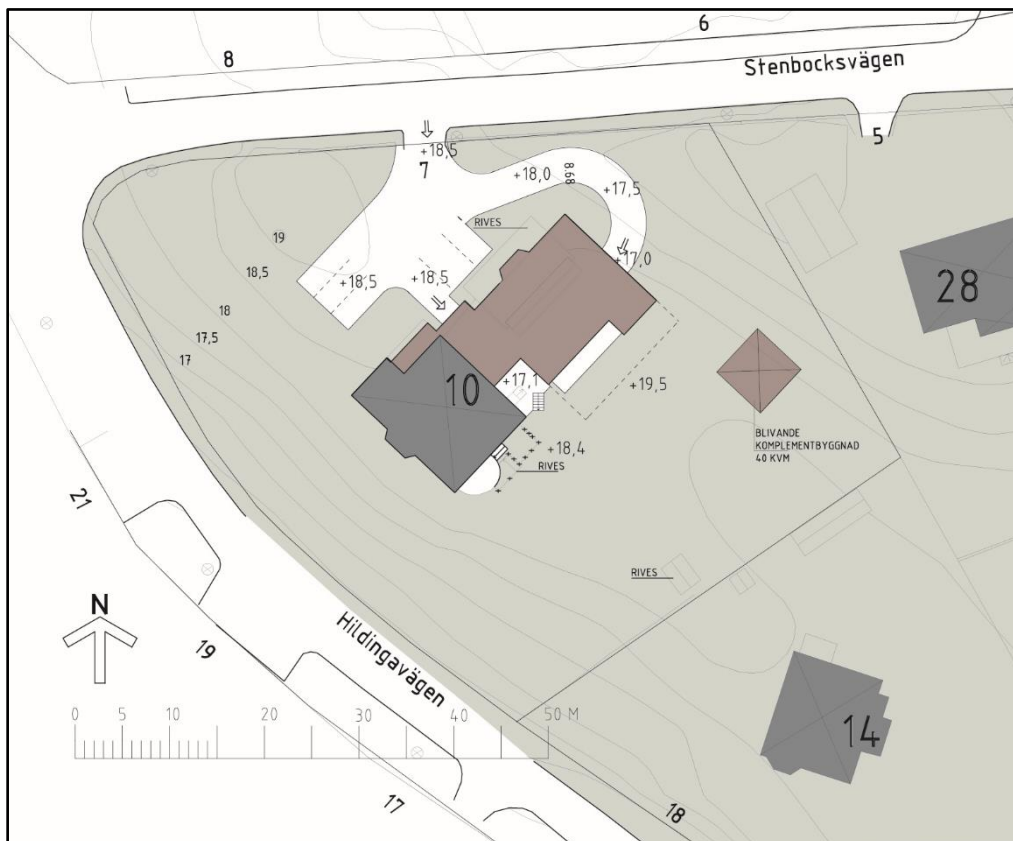 6
8
Stenbocksvägen
5
+18,5
7
+18,0
8.68
+17,5
RIVES
19
+17,0
18,5
+18,5
+18,5
28
18
17,5
17
+17,1
10
+19,5
BLIVANDE
KOMPLEMENTBYGGNAD
40 KVM
+18,4
RIVES
21
RIVES
N
19
Hildingavägen
0 5 10 20 30 40 50 M
14
17
18